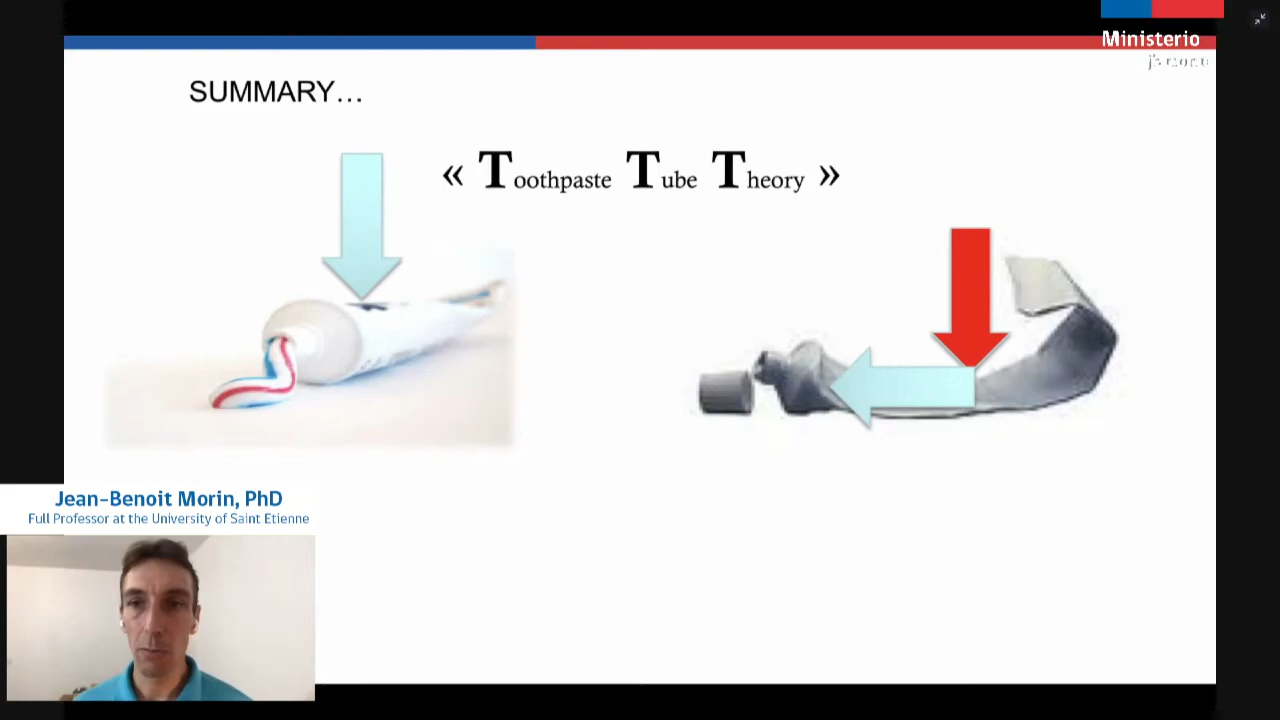 Ministerio
SUMMARY…
« Toothpaste Tube Theory »
Jean-Benoit Morin, PhD
Full Professor at the University of Saint Etienne